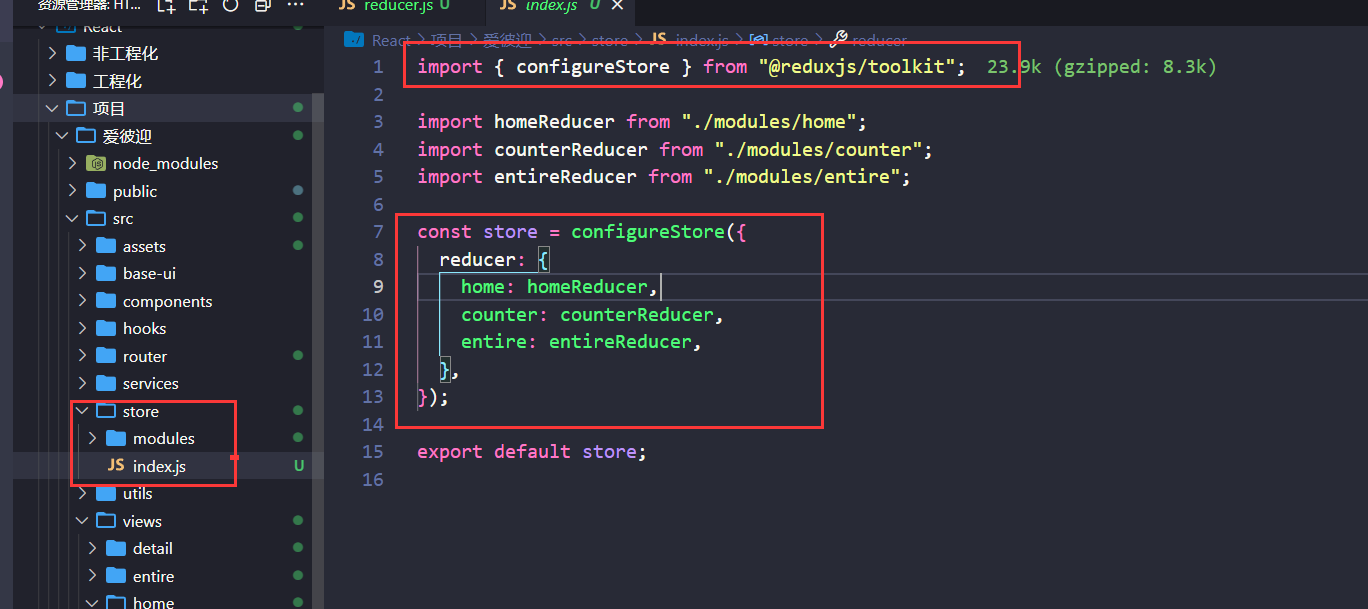 资源管理器: HT...
React
非工程化
工程化
项目
爱彼迎
node_modules
public
src
assets
base-ui
components
hooks
router
services
store
modules
JS index.js U
utils
views
detail
entire
home
JS reducer.js U
JS index.js U ×
React > 项目 > 爱彼迎 > src > store > JS index.js > store > reducer
1 import { configureStore } from "@reduxjs/toolkit"; 23.9k (gzipped: 8.3k)
2
3 import homeReducer from "./modules/home";
4 import counterReducer from "./modules/counter";
5 import entireReducer from "./modules/entire";
6
7 const store = configureStore({
8 reducer: {
9 home: homeReducer,
10 counter: counterReducer,
11 entire: entireReducer,
12 },
13 });
14
15 export default store;
16